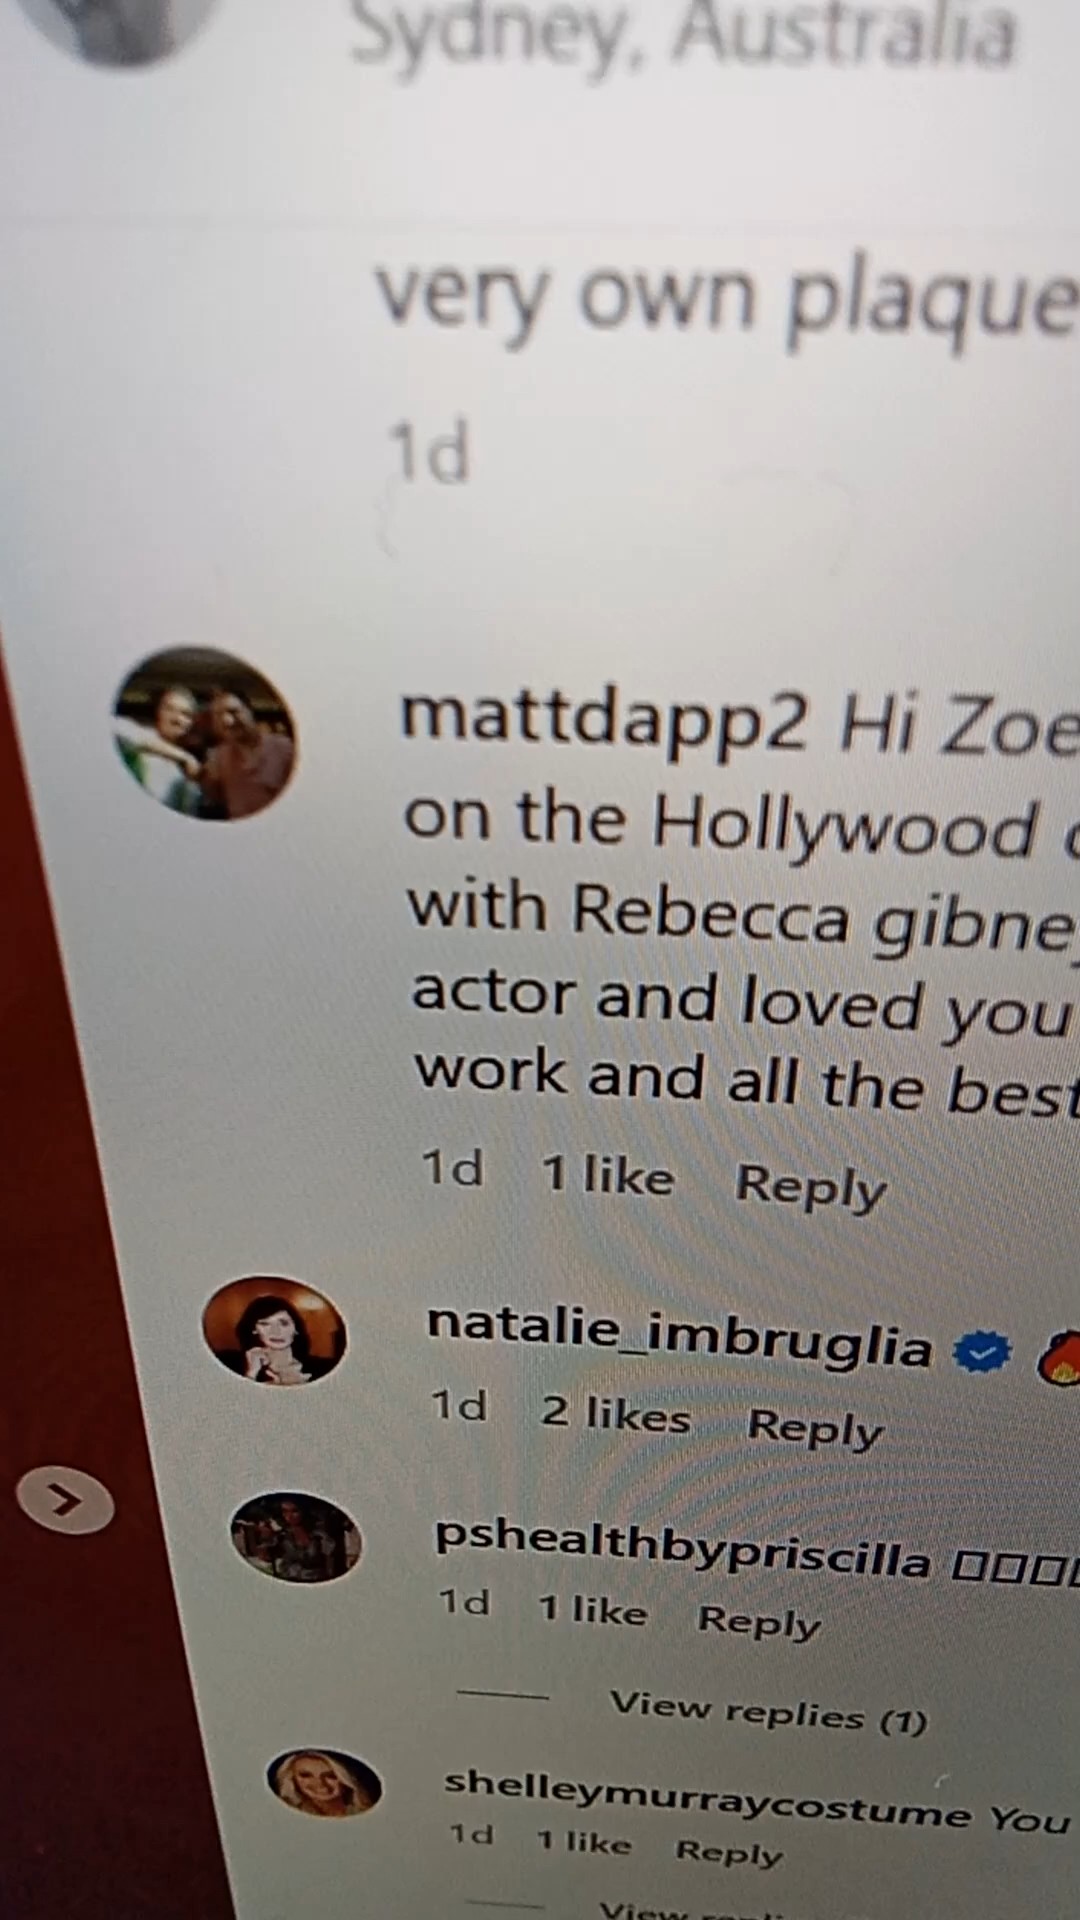 Sydney, Australia
very own plaque
1d
mattdapp2 Hi Zoe
on the Hollywood
with Rebecca gibne
actor and loved you
work and all the best
1d 1 like Reply
natalie_imbruglia
1d 2 likes Reply
pshealthbypriscilla
1d 1 like Reply
View replies (1)
shelleymurraycostume You
1d 1 like Reply
View